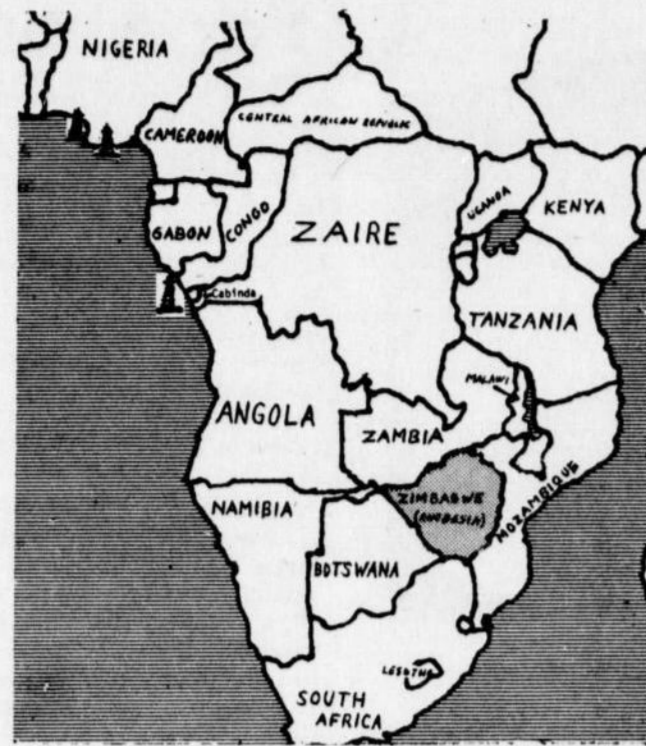 NIGERIA
CAMEROON
CENTRAL AFRICAN REPUBLIC
GABON
CONGO
ZAIRE
UGANDA
KENYA
Cabinda
TANZANIA
MALAWI
ANGOLA
ZAMBIA
NAMIBIA
ZIMBABWE
(RHODESIA)
MOZAMBIQUE
BOTSWANA
LESOTHO
SOUTH
AFRICA